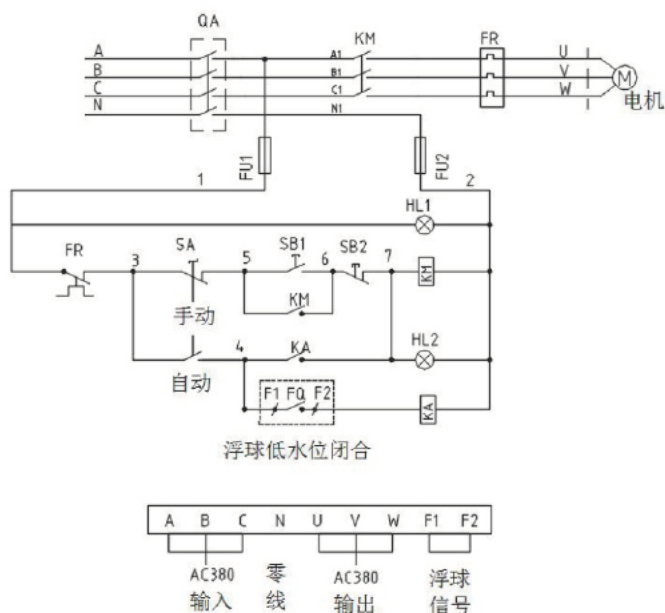 QA
KM
FR
A
A1
U
B
B1
V
M
C
C1
W
电机
N
N1
FU1
FU2
1
2
HL1
FR
3
SA
5
SB1
6
SB2
7
KM
手动
KM
4
KA
HL2
自动
F1 FQ F2
KA
浮球低水位闭合
A B C N U V W F1 F2
AC380 零 AC380 浮球
输入 线 输出 信号